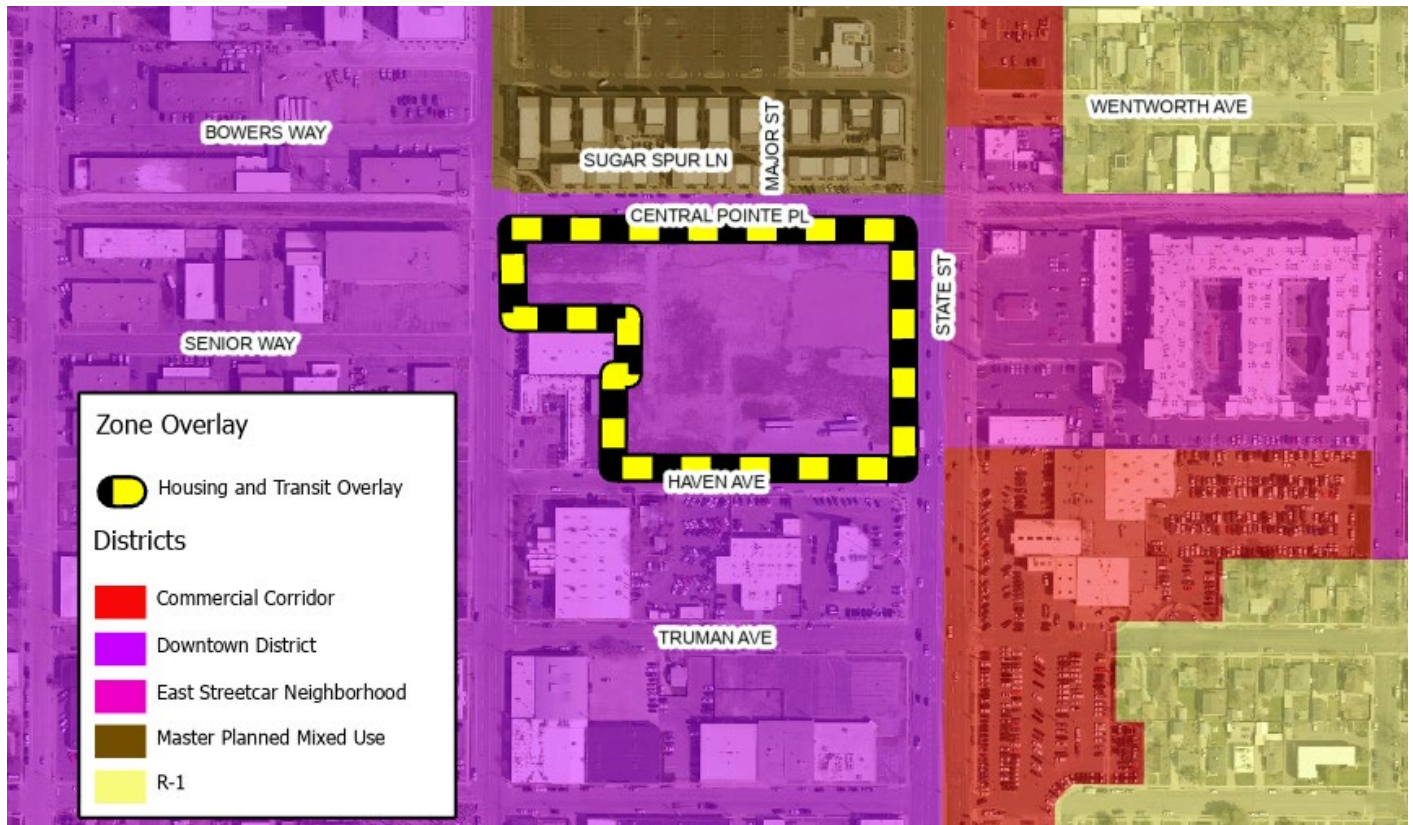 WENTWORTH AVE
BOWERS WAY
MAJOR ST
SUGAR SPUR LN
CENTRAL POINTE PL
STATE ST
SENIOR WAY
HAVEN AVE
TRUMAN AVE
Zone Overlay
Housing and Transit Overlay
Districts
Commercial Corridor
Downtown District
East Streetcar Neighborhood
Master Planned Mixed Use
R-1